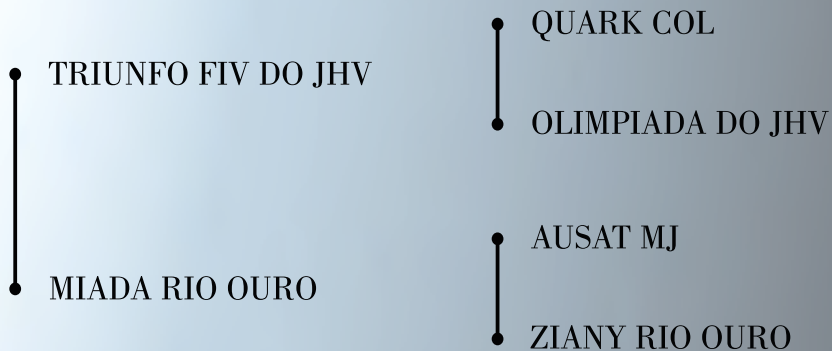 QUARK COL
TRIUNFO FIV DO JHV
OLIMPIADA DO JHV
AUSAT MJ
MIADA RIO OURO
ZIANY RIO OURO